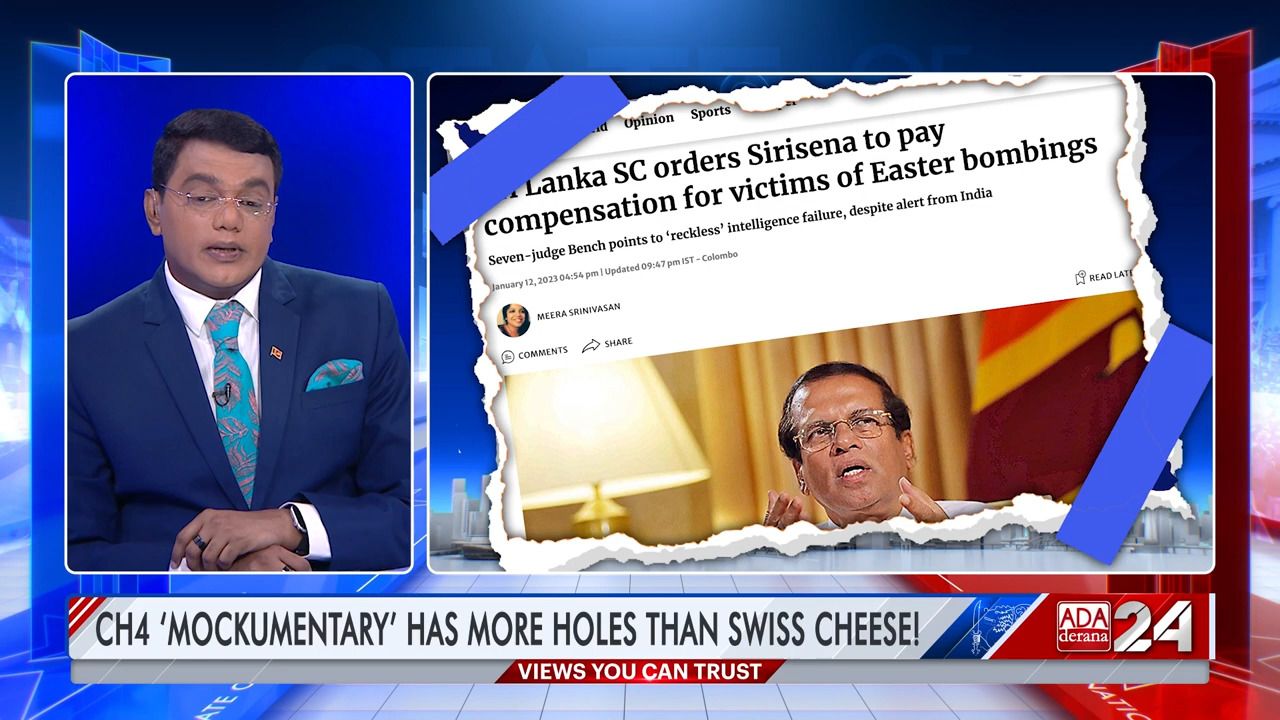 Opinion Sports
Lanka SC orders Sirisena to pay
compensation for victims of Easter bombings
Seven-judge Bench points to ‘reckless’ intelligence failure, despite alert from India
January 12, 2023 04:54 pm | Updated 09:47 pm IST - Colombo
READ LATE
MEERA SRINIVASAN
COMMENTS SHARE
CH4 ‘MOCKUMENTARY’ HAS MORE HOLES THAN SWISS CHEESE!
ADA
derana
24
VIEWS YOU CAN TRUST